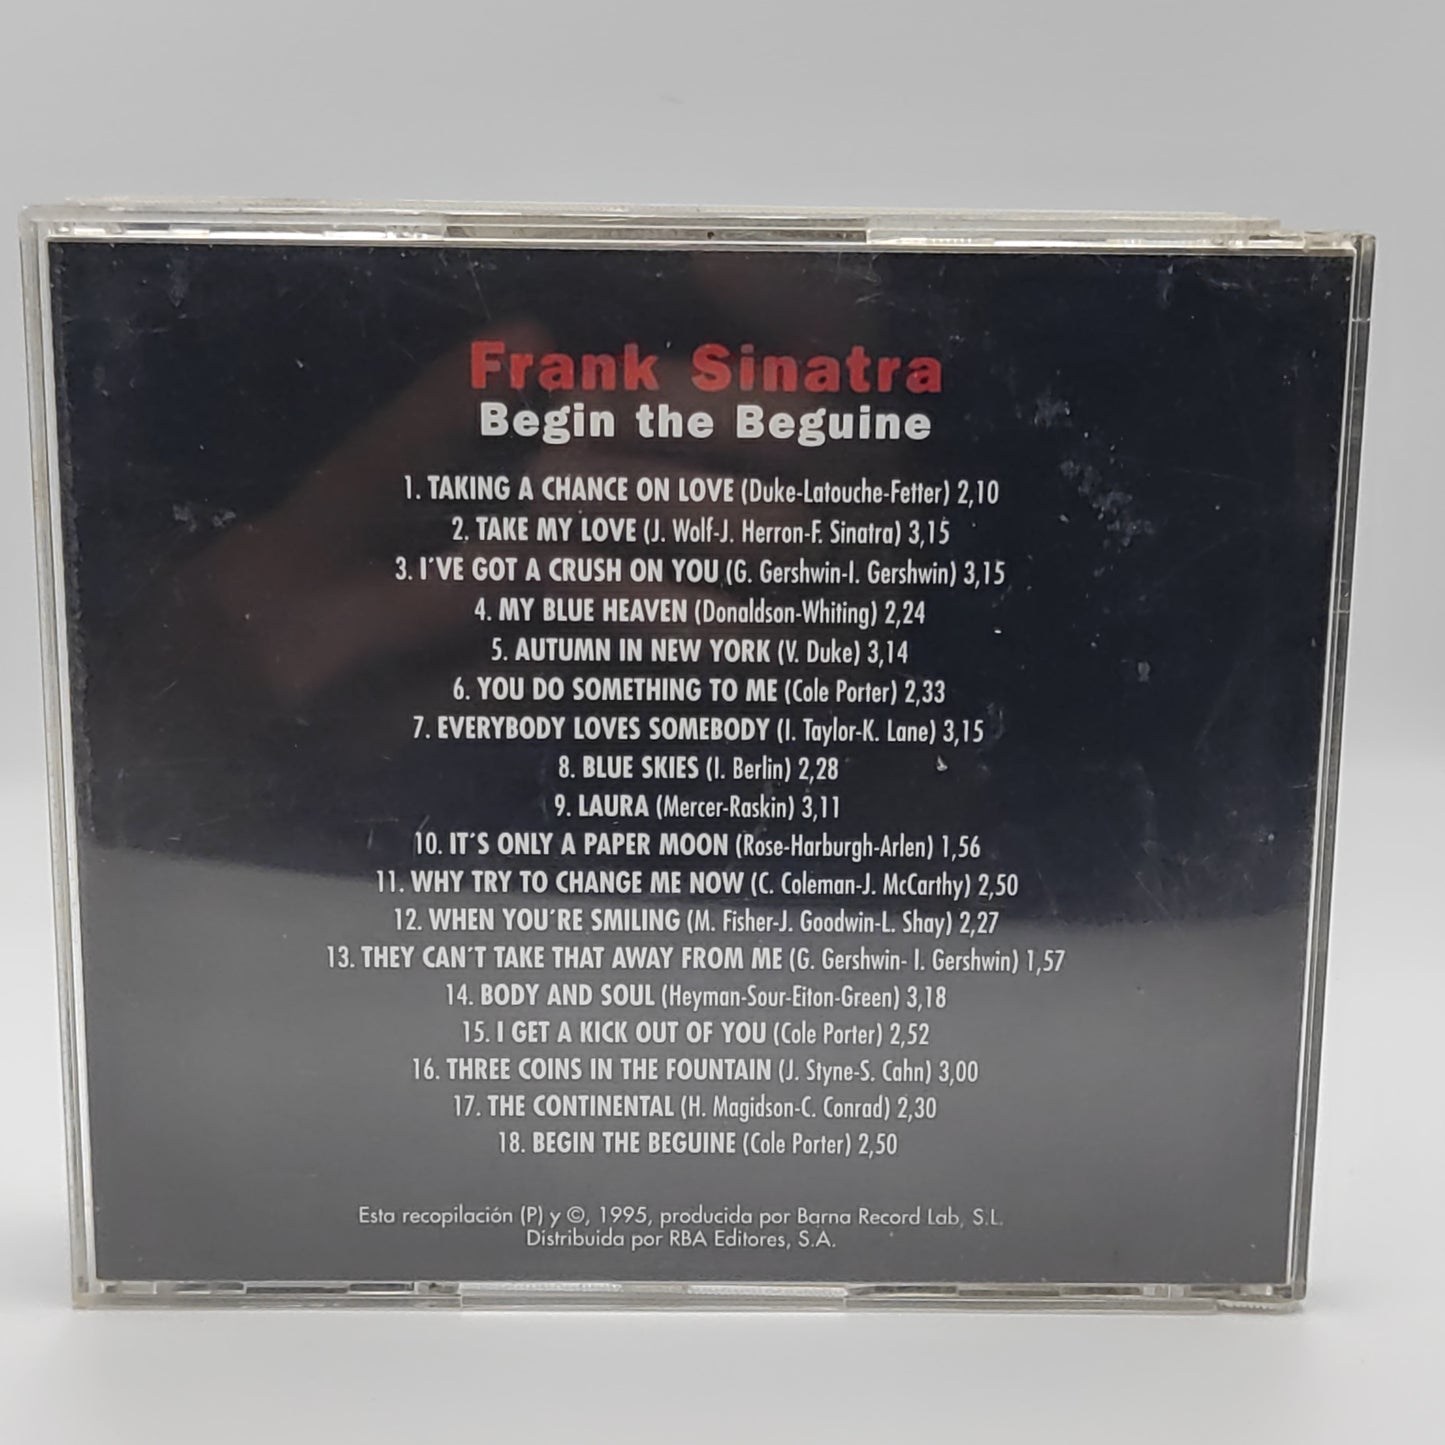 Frank Sinatra
Begin the Beguine
1. TAKING A CHANCE ON LOVE (Duke-Latouche-Fetter) 2,10
2. TAKE MY LOVE (J. Wolf-J. Herron-F. Sinatra) 3,15
3. I´VE GOT A CRUSH ON YOU (G. Gershwin-I. Gershwin) 3,15
4. MY BLUE HEAVEN (Donaldson-Whiting) 2,24
5. AUTUMN IN NEW YORK (V. Duke) 3,14
6. YOU DO SOMETHING TO ME (Cole Porter) 2,33
7. EVERYBODY LOVES SOMEBODY (I. Taylor-K. Lane) 3,15
8. BLUE SKIES (I. Berlin) 2,28
9. LAURA (Mercer-Raskin) 3,11
10. IT´S ONLY A PAPER MOON (Rose-Harburgh-Arlen) 1,56
11. WHY TRY TO CHANGE ME NOW (C. Coleman-J. McCarthy) 2,50
12. WHEN YOU´RE SMILING (M. Fisher-J. Goodwin-L. Shay) 2,27
13. THEY CAN´T TAKE THAT AWAY FROM ME (G. Gershwin- I. Gershwin) 1,57
14. BODY AND SOUL (Heyman-Sour-Eiton-Green) 3,18
15. I GET A KICK OUT OF YOU (Cole Porter) 2,52
16. THREE COINS IN THE FOUNTAIN (J. Styne-S. Cahn) 3,00
17. THE CONTINENTAL (H. Magidson-C. Conrad) 2,30
18. BEGIN THE BEGUINE (Cole Porter) 2,50
Esta recopilación (P) y ©, 1995, producida por Barna Record Lab, S.L.
Distribuida por RBA Editores, S.A.